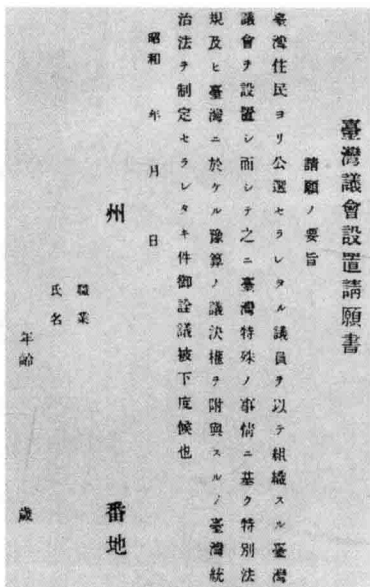 臺灣議會設置請願書
請願ノ要旨
臺灣住民ヨリ公選セラレタル議員ヲ以テ組織スル臺灣
議會ヲ設置シ而シテ之ニ臺灣特殊ノ事情ニ基ク特別法
規及ヒ臺灣ニ於ケル豫算ノ議決權ヲ附與スルノ臺灣統
治法ヲ制定セラレタキ件御詮議被下度候也
昭和 年 月 日
州 番地
職業
氏名
年齡 歲